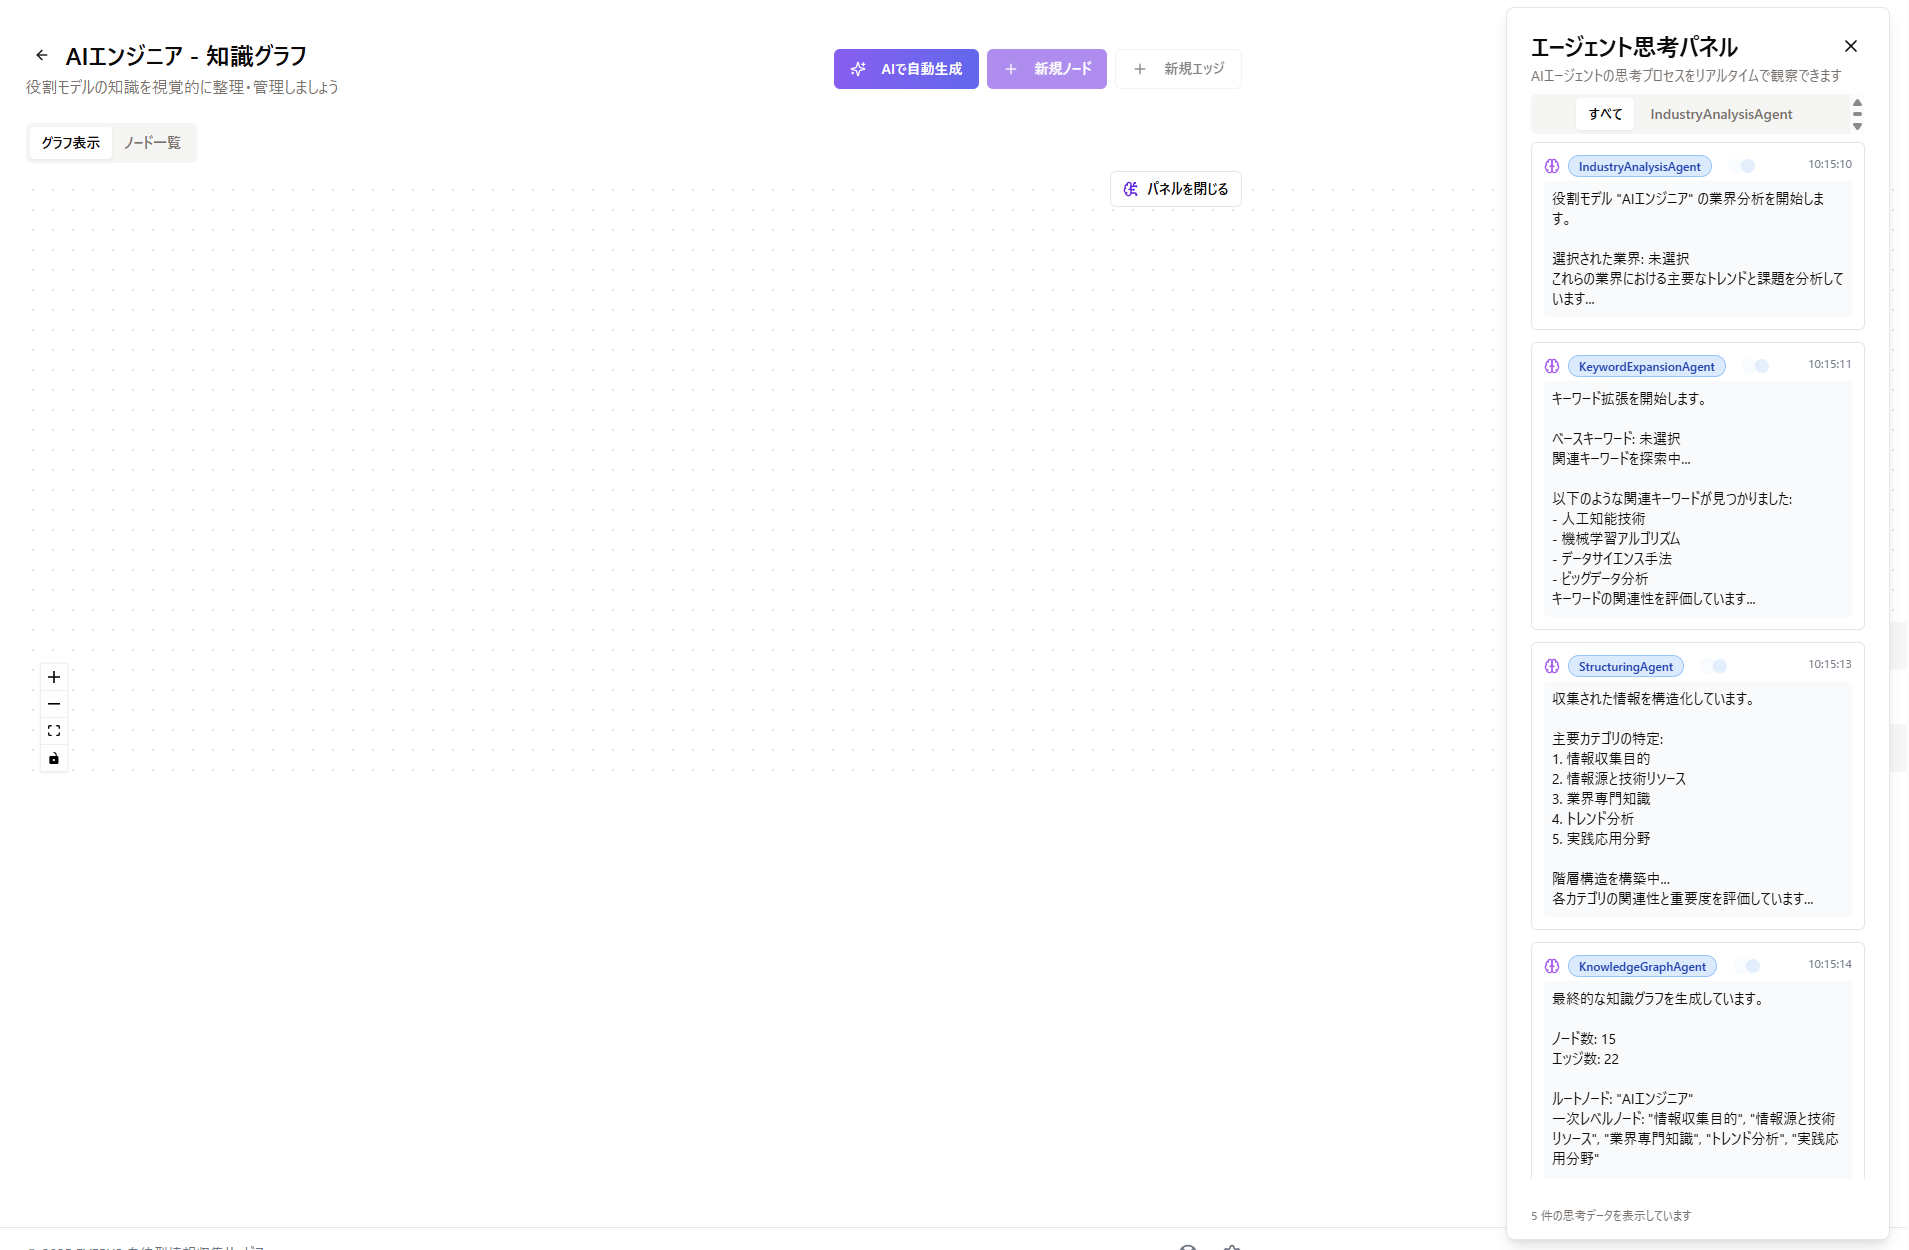 AIエンジニア - 知識グラフ
役割モデルの知識を視覚的に整理・管理しましょう
AIで自動生成
新規ノード
新規エッジ
グラフ表示
ノード一覧
パネルを閉じる
エージェント思考パネル
AIエージェントの思考プロセスをリアルタイムで観察できます
すべて
IndustryAnalysisAgent
IndustryAnalysisAgent
10:15:10
役割モデル "AIエンジニア" の業界分析を開始しま
す。
選択された業界: 未選択
これらの業界における主要なトレンドと課題を分析して
います...
KeywordExpansionAgent
10:15:11
キーワード拡張を開始します。
ベースキーワード: 未選択
関連キーワードを探索中...
以下のような関連キーワードが見つかりました:
- 人工知能技術
- 機械学習アルゴリズム
- データサイエンス手法
- ビッグデータ分析
キーワードの関連性を評価しています...
StructuringAgent
10:15:13
収集された情報を構造化しています。
主要カテゴリの特定:
1. 情報収集目的
2. 情報源と技術リソース
3. 業界専門知識
4. トレンド分析
5. 実践応用分野
階層構造を構築中...
各カテゴリの関連性と重要度を評価しています...
KnowledgeGraphAgent
10:15:14
最終的な知識グラフを生成しています。
ノード数: 15
エッジ数: 22
ルートノード: "AIエンジニア"
一次レベルノード: "情報収集目的", "情報源と技術
リソース", "業界専門知識", "トレンド分析", "実践応
用分野"
5 件の思考データを表示しています